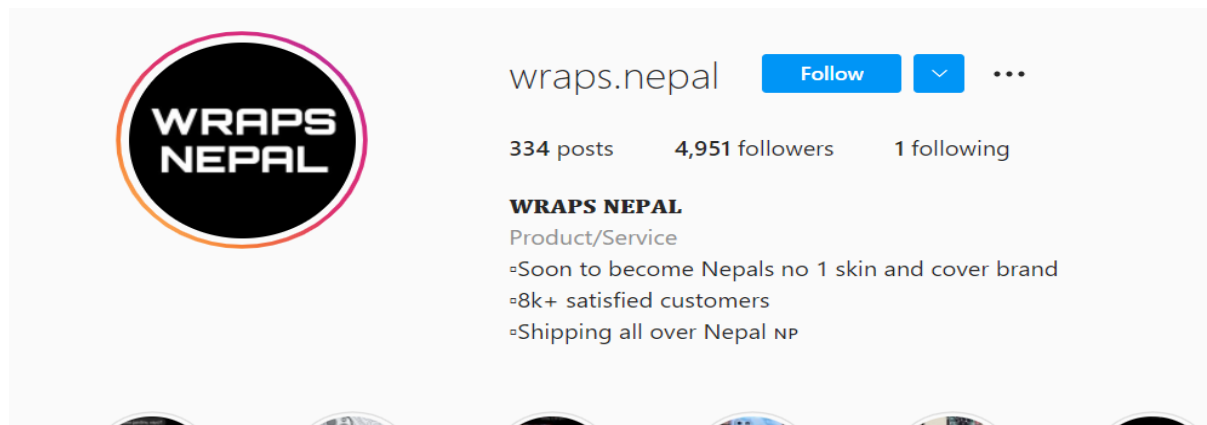 WRAPS
NEPAL
wraps.nepal Follow
334 posts 4,951 followers 1 following
WRAPS NEPAL
Product/Service
▫Soon to become Nepals no 1 skin and cover brand
▫8k+ satisfied customers
▫Shipping all over Nepal NP